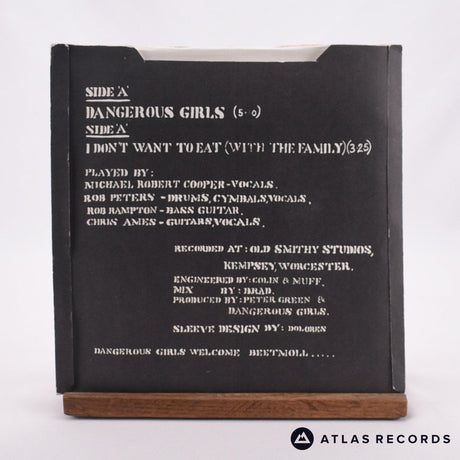 SIDE 'A'
DANGEROUS GIRLS (5·0)
SIDE 'A'
I DON'T WANT TO EAT (WITH THE FAMILY)(3.25)
PLAYED BY:
MICHAEL ROBERT COOPER-VOCALS.
ROB PETERS - DRUMS, CYMBALS, VOCALS.
ROB RAMPTON - BASS GUITAR.
CHRIS AMES - GUITARS, VOCALS.
RECORDED AT: OLD SMITHY STUDIOS,
KEMPSEY, WORCESTER.
ENGINEERED BY: COLIN & MUFF.
MIX BY: BRAD.
PRODUCED BY: PETER GREEN &
DANGEROUS GIRLS.
SLEEVE DESIGN BY: DOLORES
DANGEROUS GIRLS WELCOME BEETMOLL.....
ATLAS RECORDS